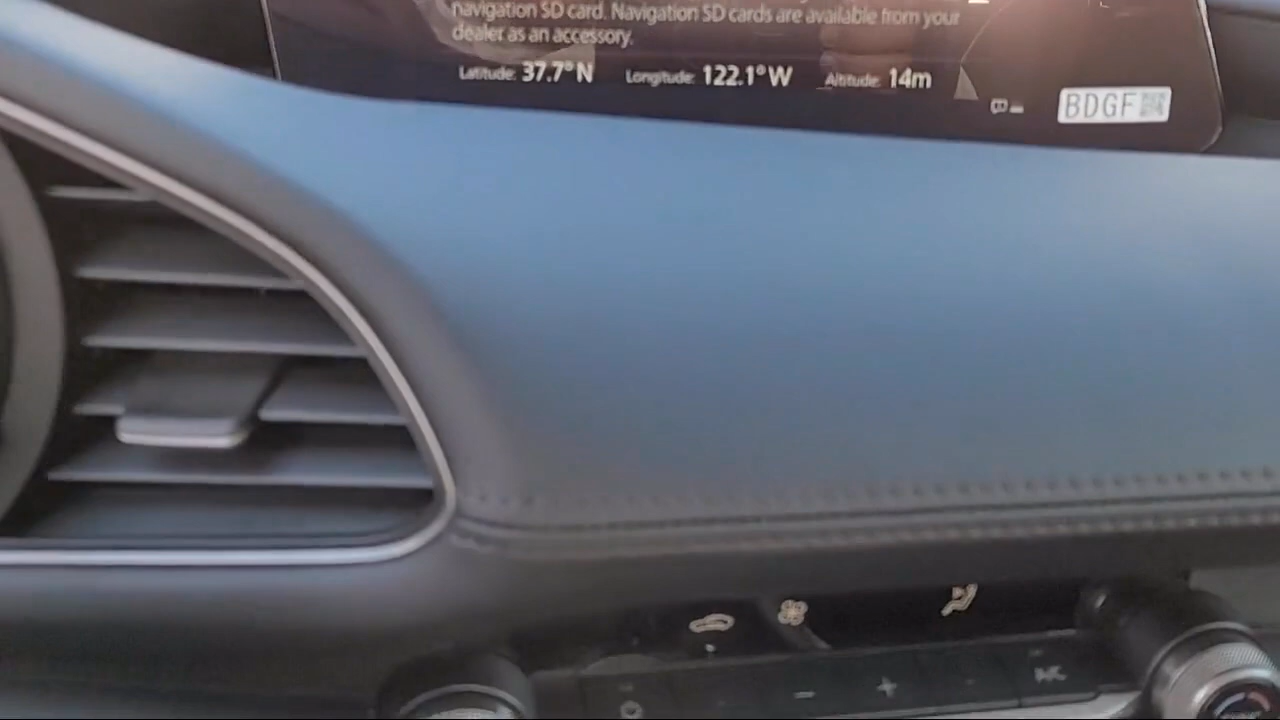 navigation SD card. Navigation SD cards are available from your
dealer as an accessory.
Latitude: 37.7° N Longitude: 122.1° W Altitude: 14m
BDGF
A/C